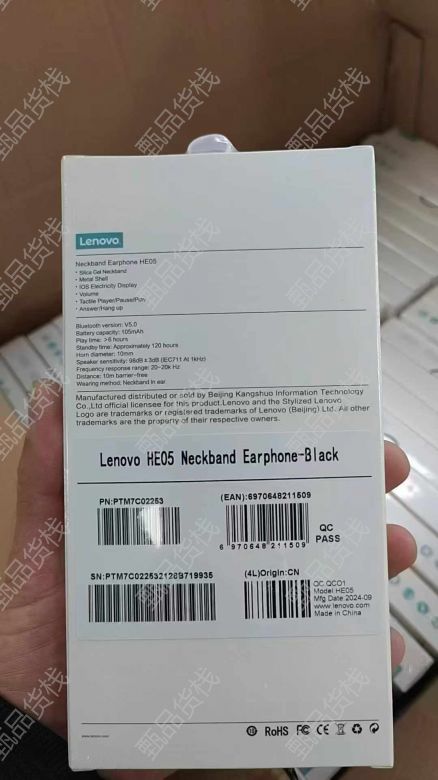 Lenovo
Neckband Earphone HE05
• Slica Gel Neckband
• Metal Shell
• IOS Electricity Display
• Volume
• Tactile Player/Pause/Pon
• Answer/Hang up
Bluetooth version: V5.0
Battery capacity: 105mAh
Play time: >6 hours
Standby time: Approximately 120 hours
Horn diameter: 10mm
Speaker sensitivity: 98dB±3dB (IEC711 At 1kHz)
Frequency response range: 20~20k Hz
Distance: 10m barrier-free
Wearing method: Neckband In ear
Manufactured distributed or sold by Beijing Kangshuo Information Technology
Co.,Ltd official licensee for this product.Lenovo and the Stylized Lenovo
Logo are trademarks or registered trademarks of Lenovo (Beijing) Ltd. All other
trademarks are the property of their respective owners.
Lenovo HE05 Neckband Earphone-Black
PN:PTM7C02253
(EAN):6970648211509
6 970648 211509
QC
PASS
SN:PTM7C0225321289719935
(4L)Origin:CN
QC QC01
Model HE05
Mfg Date.2024-09
www.lenovo.com
Made in China
www.lenovo.com
RoHS FC CE
甄品货栈